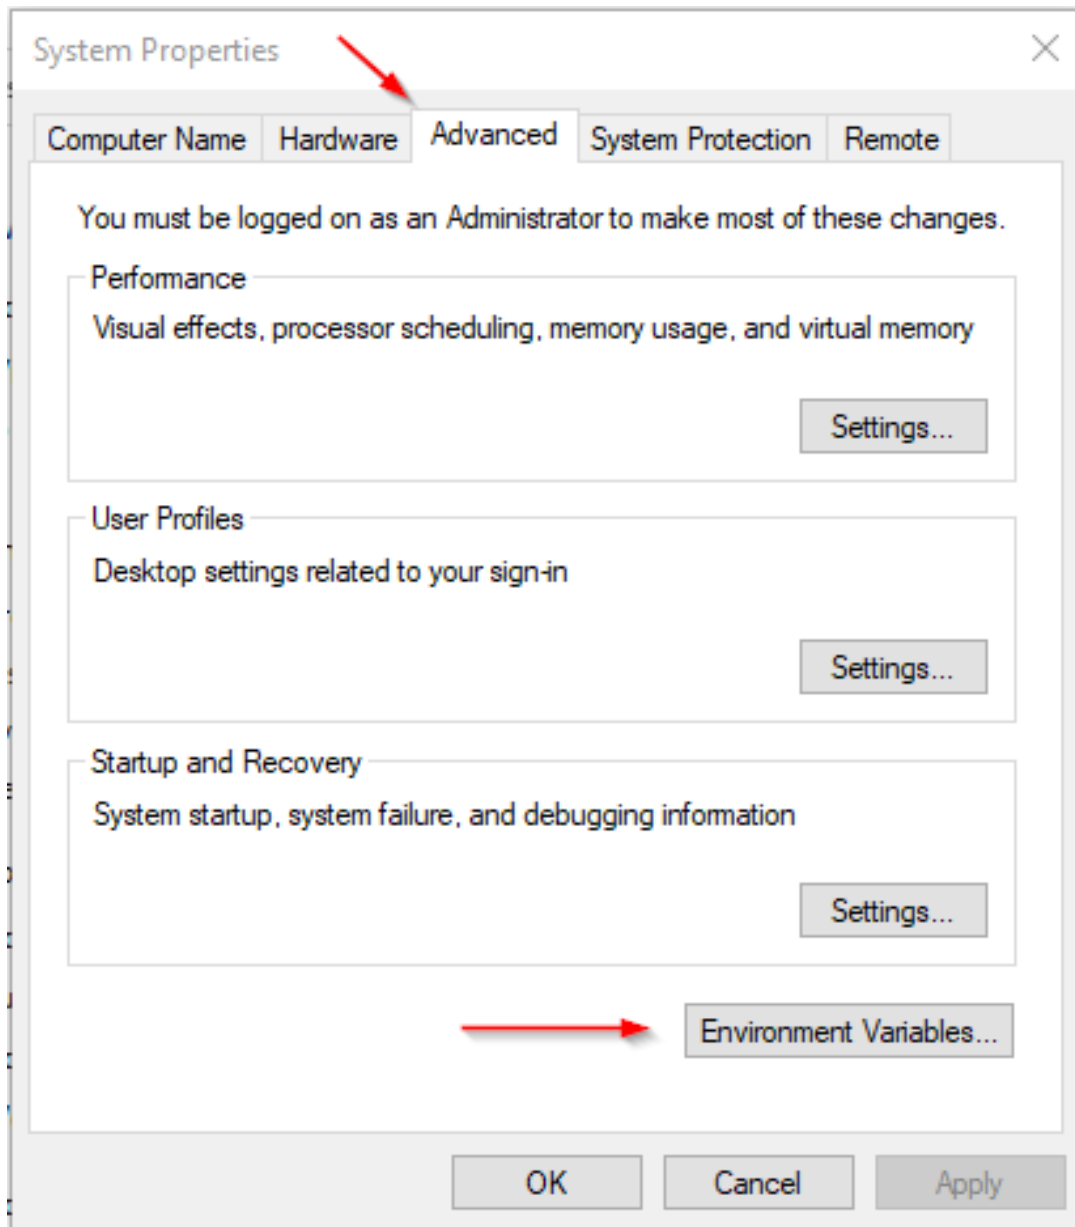 System Properties
Computer Name Hardware Advanced System Protection Remote
You must be logged on as an Administrator to make most of these changes.
Performance
Visual effects, processor scheduling, memory usage, and virtual memory
Settings...
User Profiles
Desktop settings related to your sign-in
Settings...
Startup and Recovery
System startup, system failure, and debugging information
Settings...
Environment Variables...
OK Cancel Apply